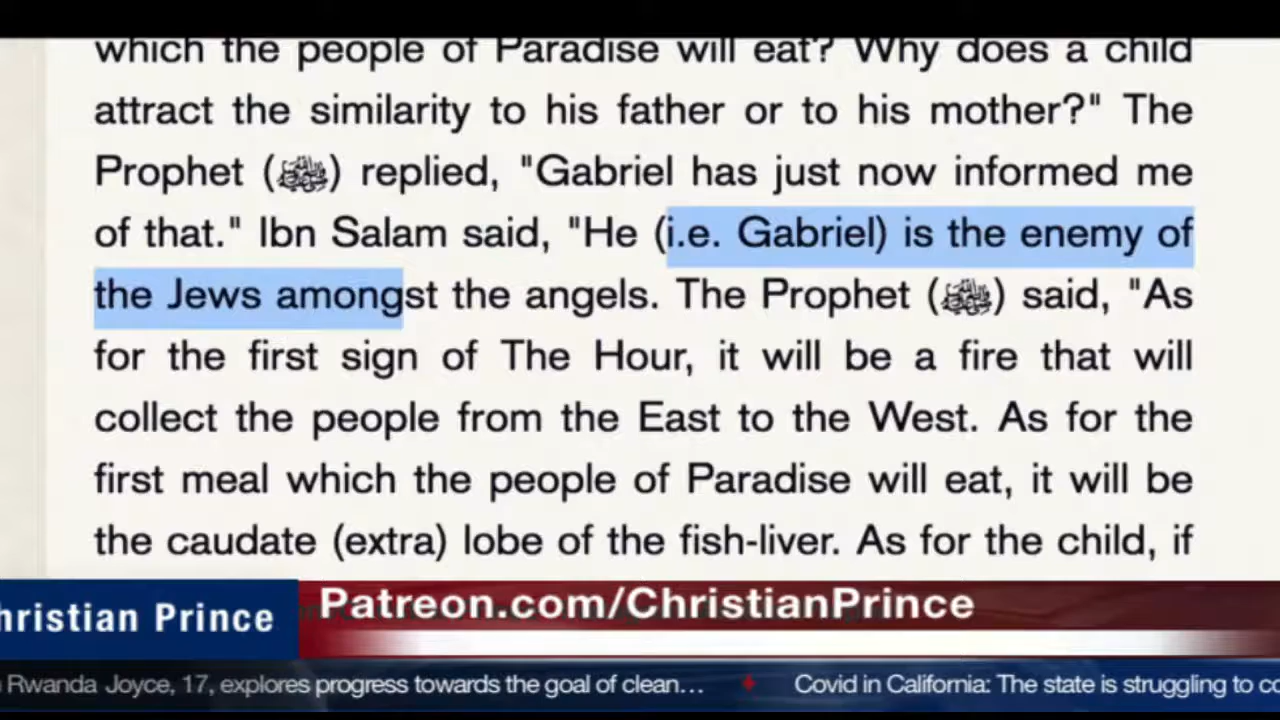 which the people of Paradise will eat? Why does a child
attract the similarity to his father or to his mother?" The
Prophet (ﷺ) replied, "Gabriel has just now informed me
of that." Ibn Salam said, "He (i.e. Gabriel) is the enemy of
the Jews amongst the angels. The Prophet (ﷺ) said, "As
for the first sign of The Hour, it will be a fire that will
collect the people from the East to the West. As for the
first meal which the people of Paradise will eat, it will be
the caudate (extra) lobe of the fish-liver. As for the child, if
hristian Prince
Patreon.com/ChristianPrince
Rwanda Joyce, 17, explores progress towards the goal of clean... Covid in California: The state is struggling to co